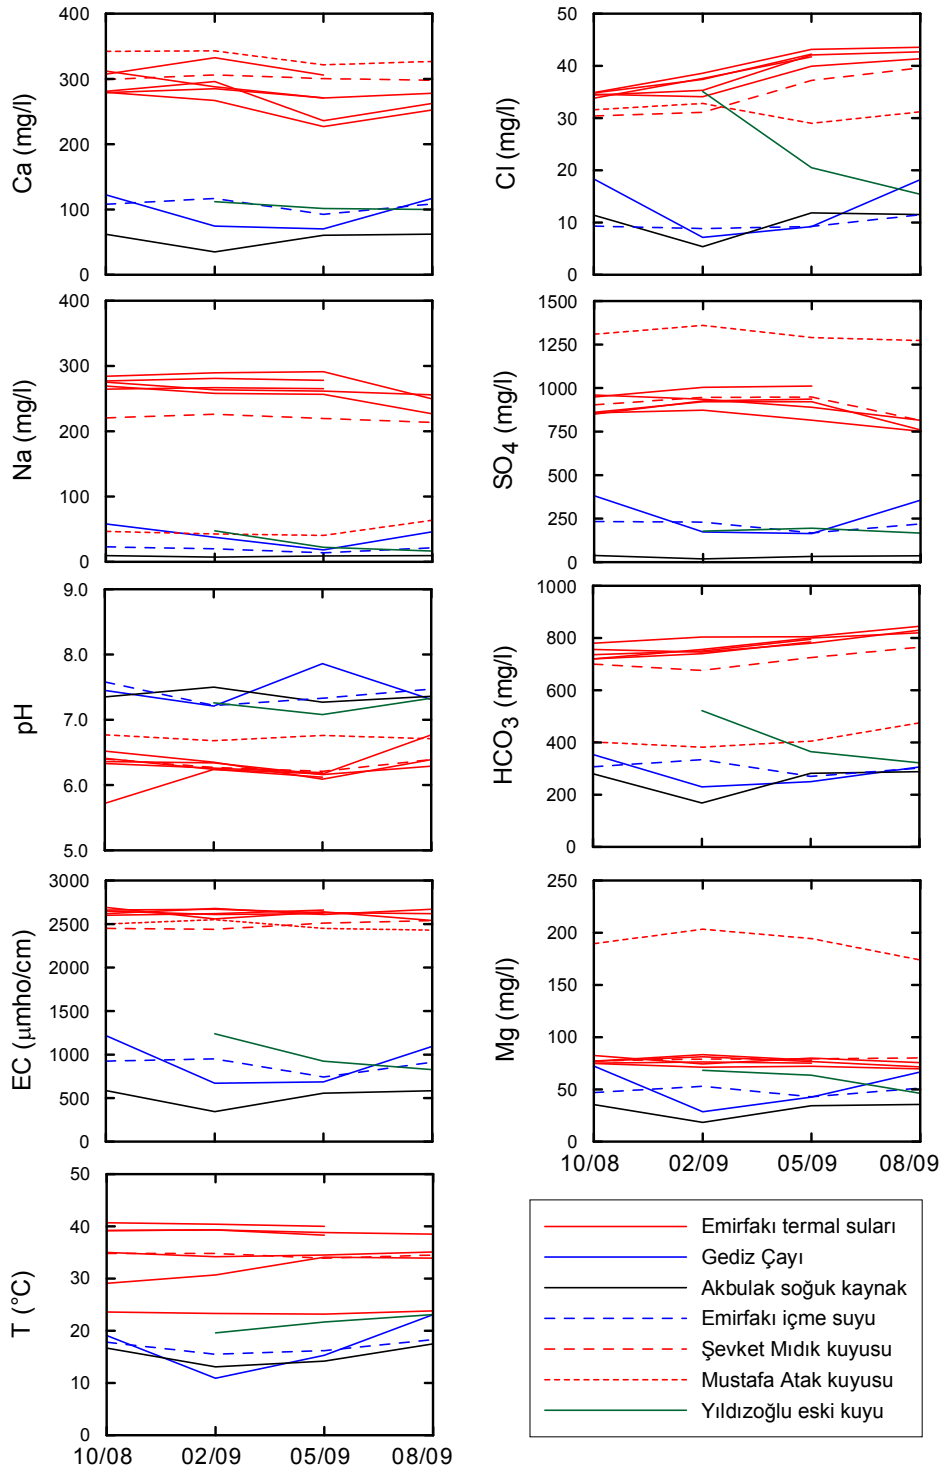 400
300
200
100
0
Ca (mg/l)
50
40
30
20
10
0
Cl (mg/l)
400
300
200
100
0
Na (mg/l)
1500
1250
1000
750
500
250
0
SO4 (mg/l)
9.0
8.0
7.0
6.0
5.0
pH
1000
800
600
400
200
0
HCO3 (mg/l)
3000
2500
2000
1500
1000
500
0
EC (µmho/cm)
250
200
150
100
50
0
Mg (mg/l)
10/08 02/09 05/09 08/09
50
40
30
20
10
0
T (°C)
10/08 02/09 05/09 08/09
Emirfakı termal suları
Gediz Çayı
Akbulak soğuk kaynak
Emirfakı içme suyu
Şevket Mıdık kuyusu
Mustafa Atak kuyusu
Yıldızoğlu eski kuyu